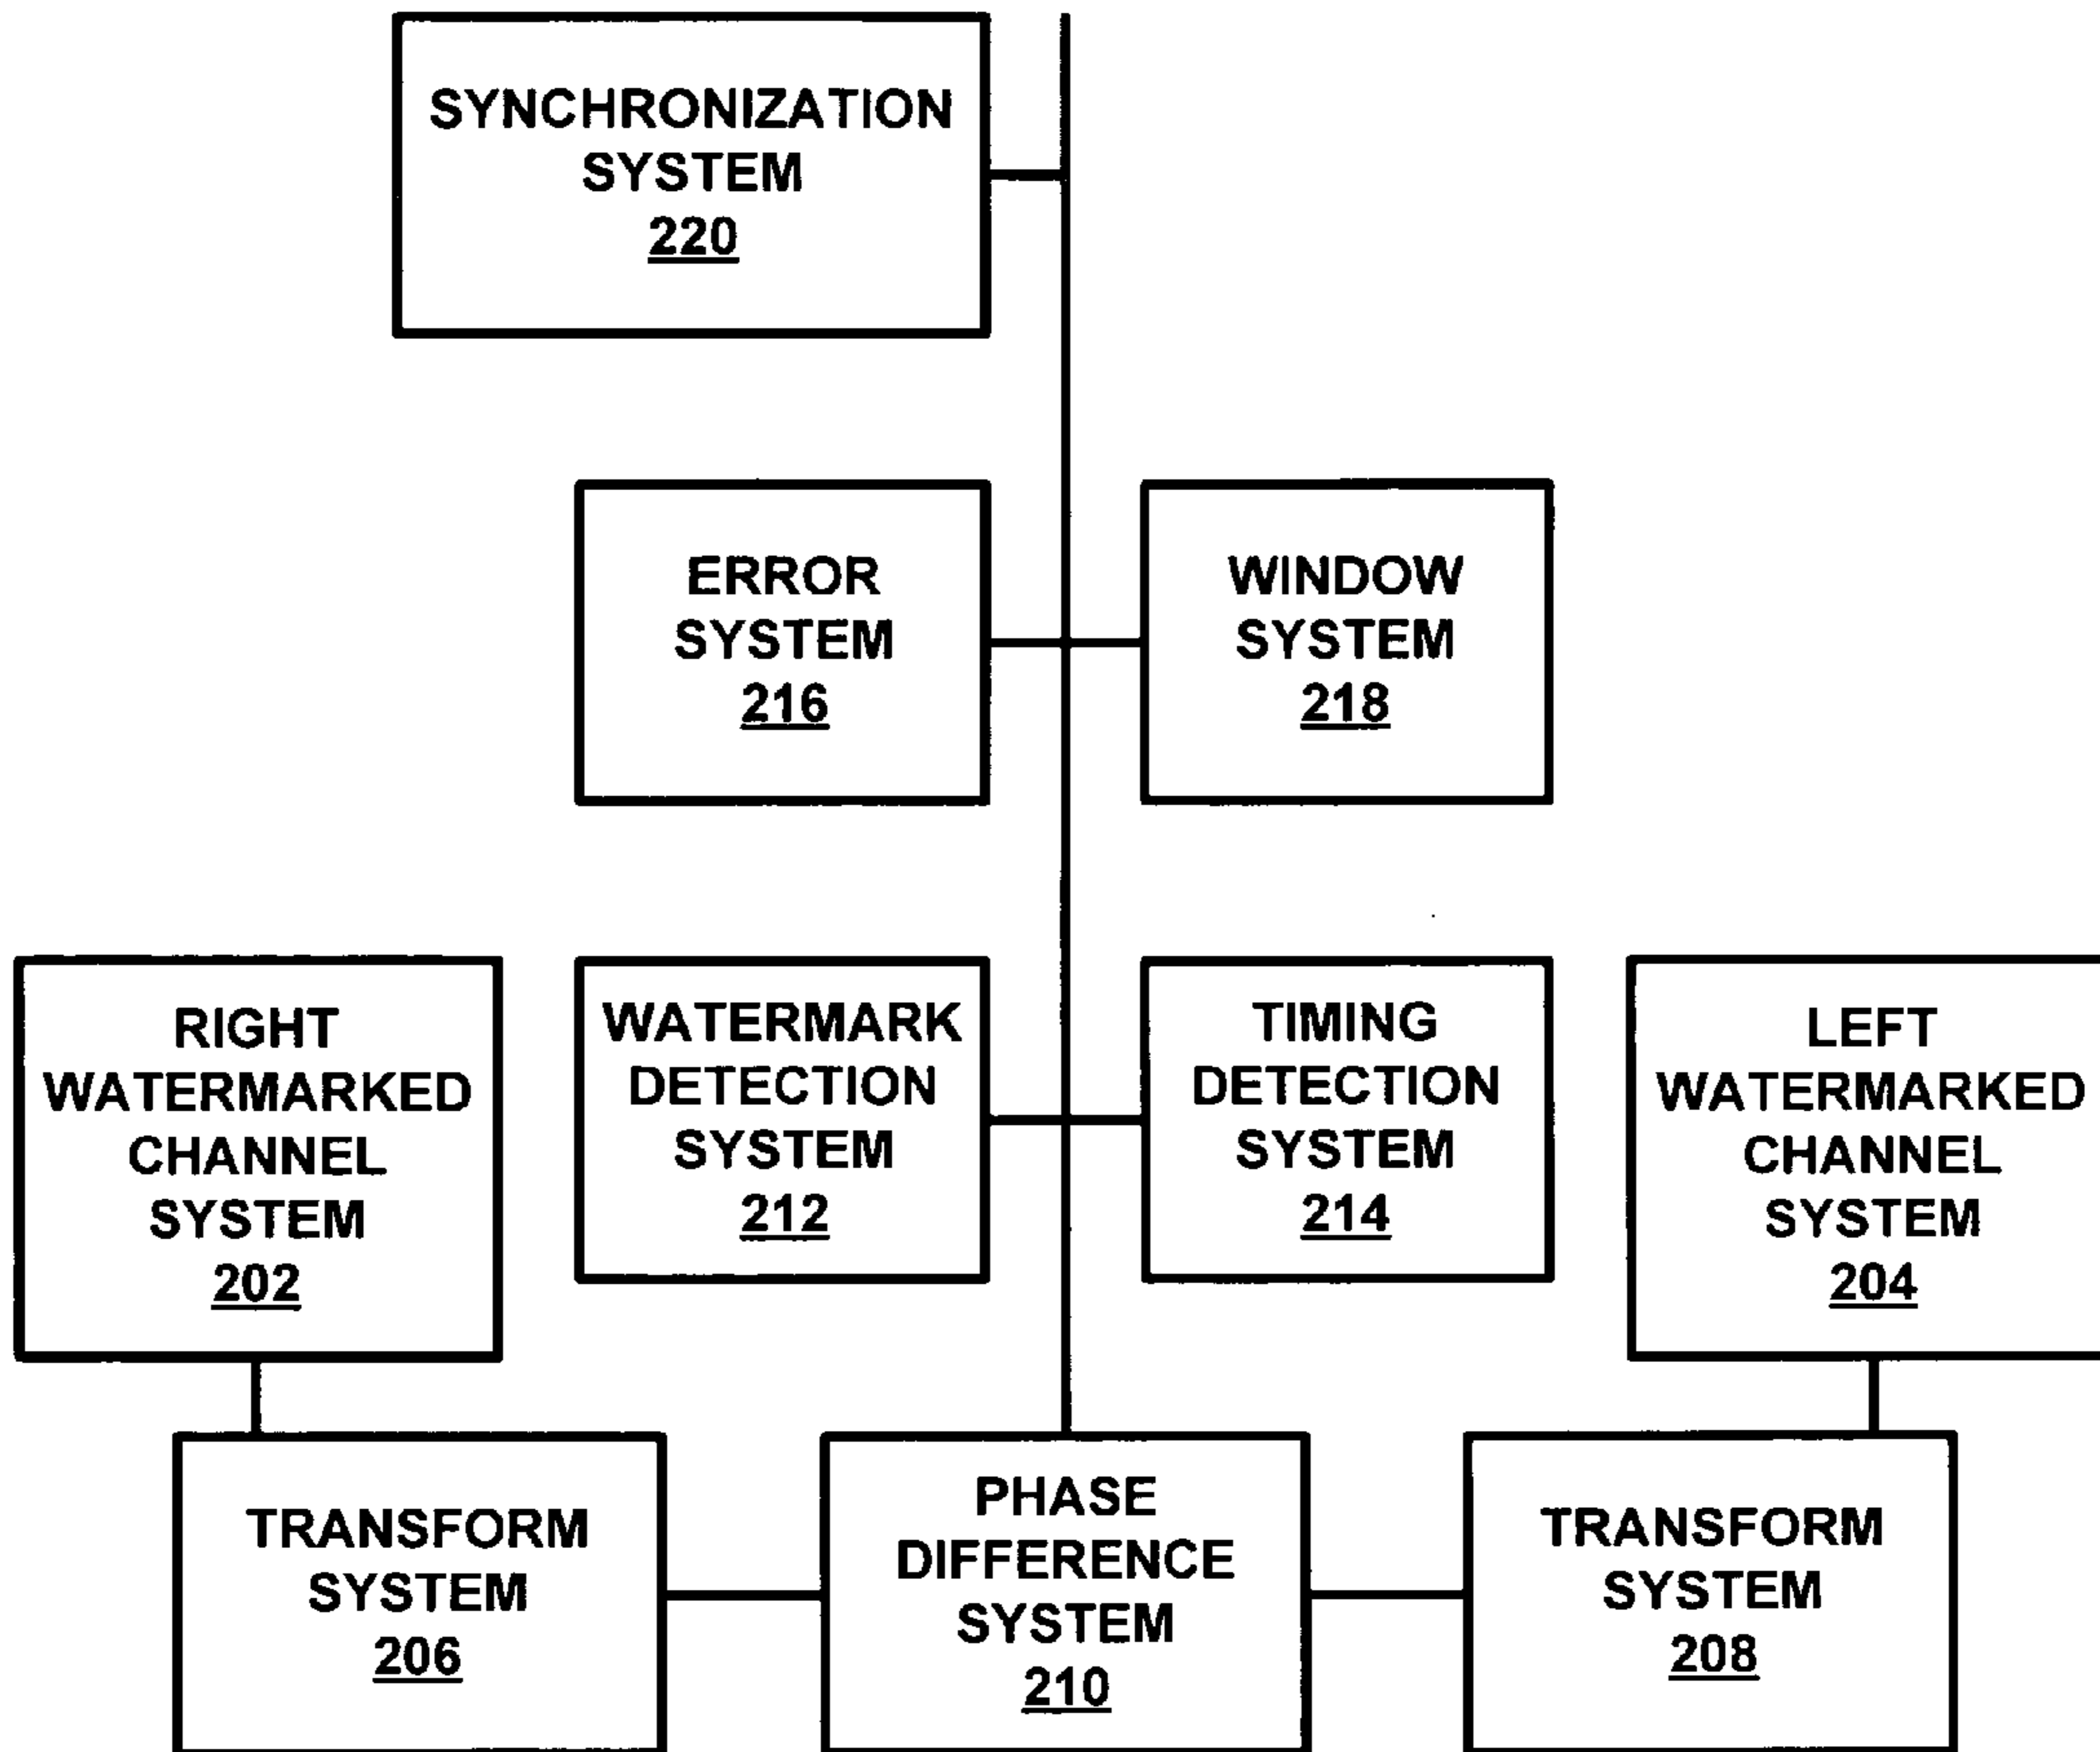 SYNCHRONIZATION
SYSTEM
220
ERROR
SYSTEM
216
WINDOW
SYSTEM
218
RIGHT
WATERMARKED
CHANNEL
SYSTEM
202
WATERMARK
DETECTION
SYSTEM
212
TIMING
DETECTION
SYSTEM
214
LEFT
WATERMARKED
CHANNEL
SYSTEM
204
TRANSFORM
SYSTEM
206
PHASE
DIFFERENCE
SYSTEM
210
TRANSFORM
SYSTEM
208